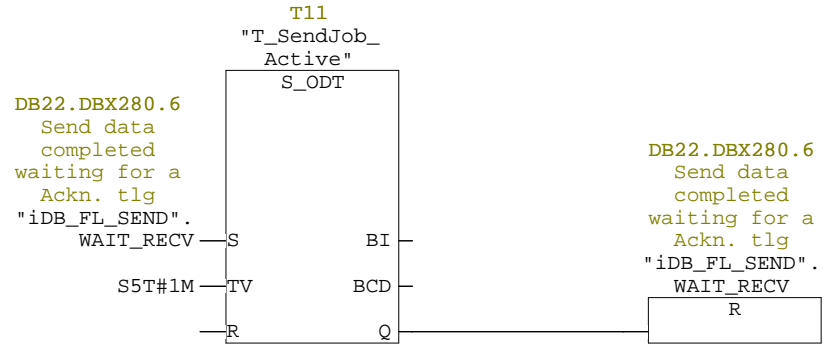 T11
"T_SendJob_
Active"
S_ODT
DB22.DBX280.6
Send data
completed
waiting for a
Ackn. tlg
"iDB_FL_SEND".
WAIT_RECV
S
BI
S5T#1M
TV
BCD
R
Q
DB22.DBX280.6
Send data
completed
waiting for a
Ackn. tlg
"iDB_FL_SEND".
WAIT_RECV
R